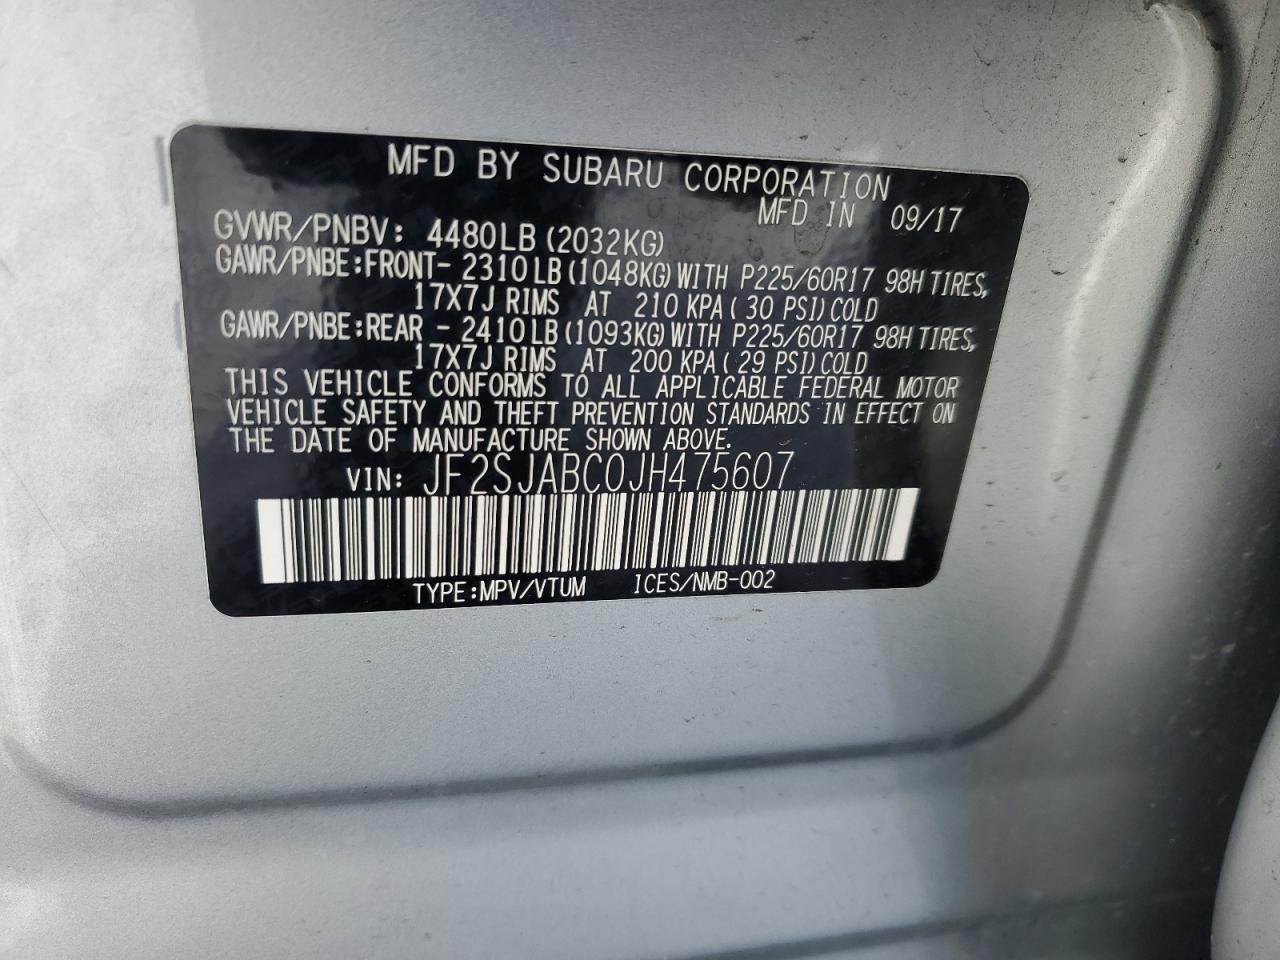 MFD BY SUBARU CORPORATION
MFD IN 09/17
GVWR/PNBV: 4480LB (2032KG)
GAWR/PNBE:FRONT- 2310LB (1048KG) WITH P225/60R17 98H TIRES,
17X7J RIMS AT 210 KPA (30 PSI) COLD
GAWR/PNBE:REAR - 2410LB (1093KG) WITH P225/60R17 98H TIRES,
17X7J RIMS AT 200 KPA (29 PSI) COLD
THIS VEHICLE CONFORMS TO ALL APPLICABLE FEDERAL MOTOR
VEHICLE SAFETY AND THEFT PREVENTION STANDARDS IN EFFECT ON
THE DATE OF MANUFACTURE SHOWN ABOVE.
VIN: JF2SJABC0JH475607
TYPE:MPV/VTUM ICES/NMB-002